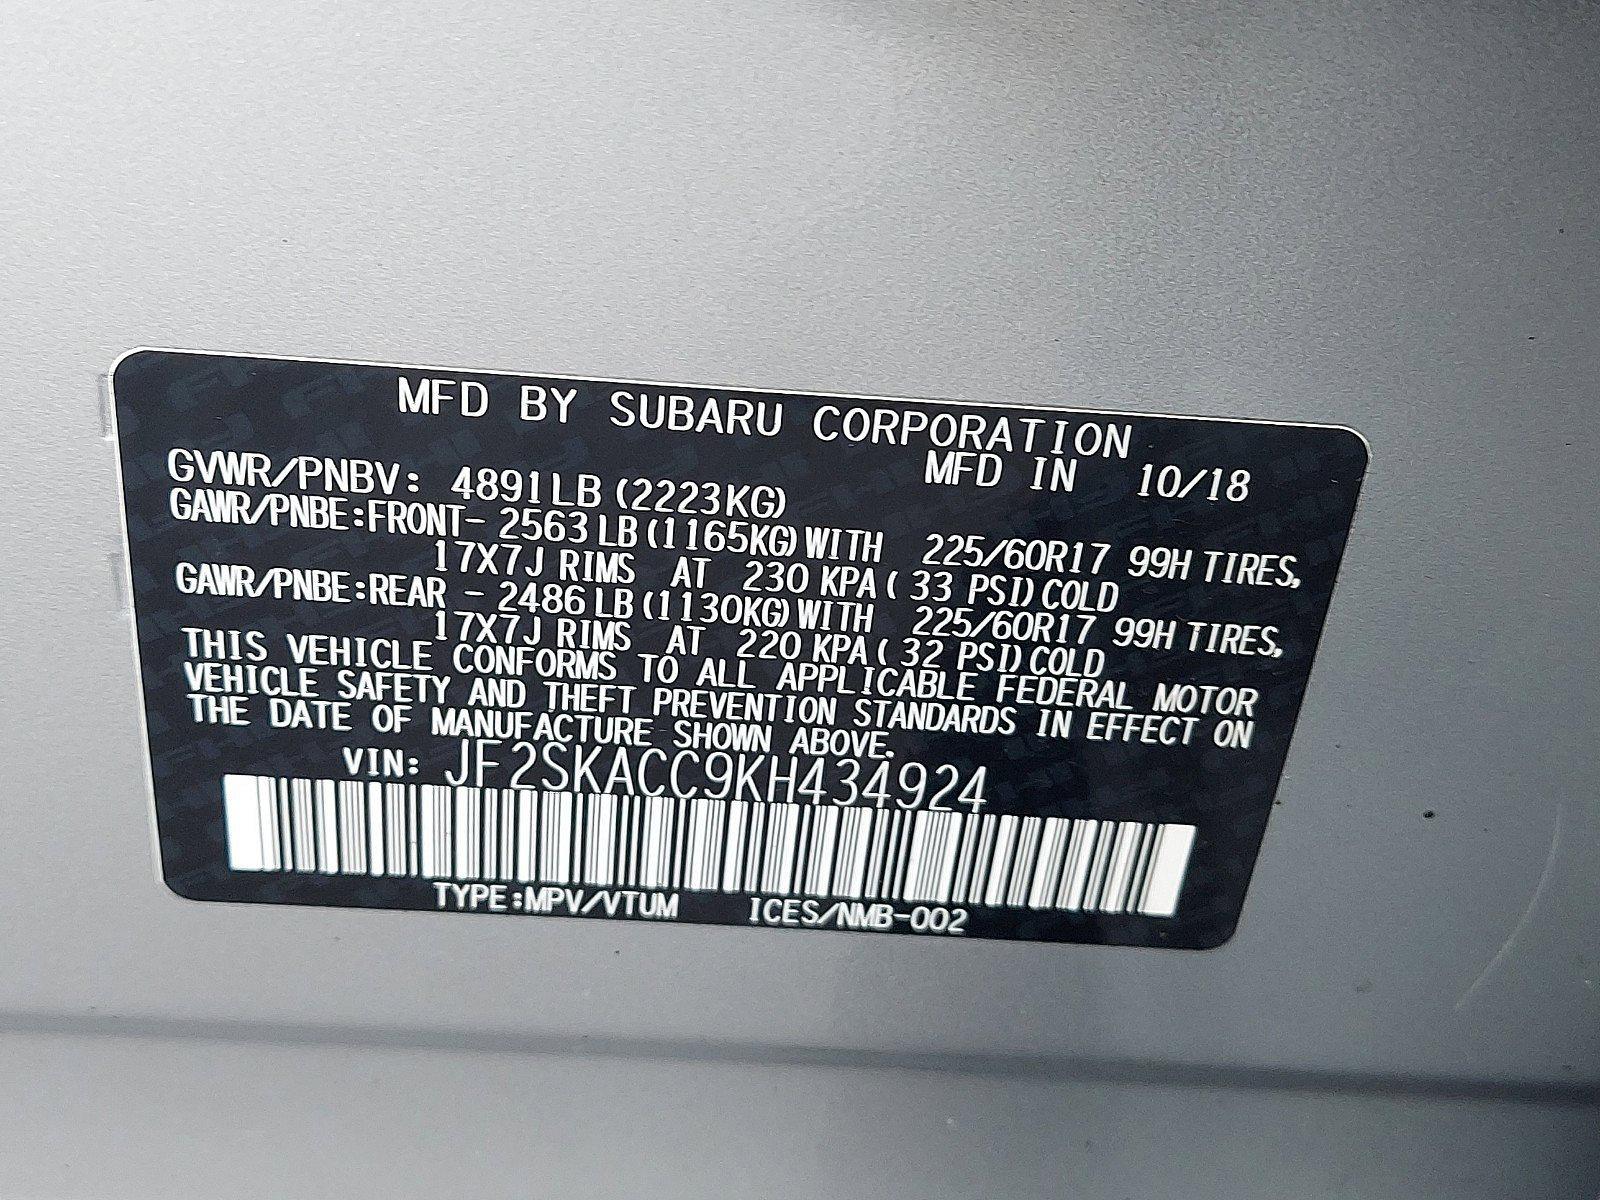 MFD BY SUBARU CORPORATION
MFD IN 10/18
GVWR/PNBV: 4891LB (2223KG)
GAWR/PNBE:FRONT- 2563 LB (1165KG) WITH 225/60R17 99H TIRES,
17X7J RIMS AT 230 KPA ( 33 PSI) COLD
GAWR/PNBE:REAR - 2486 LB (1130KG) WITH 225/60R17 99H TIRES,
17X7J RIMS AT 220 KPA ( 32 PSI) COLD
THIS VEHICLE CONFORMS TO ALL APPLICABLE FEDERAL MOTOR
VEHICLE SAFETY AND THEFT PREVENTION STANDARDS IN EFFECT ON
THE DATE OF MANUFACTURE SHOWN ABOVE.
VIN: JF2SKACC9KH434924
TYPE:MPV/VTUM ICES/NMB-002